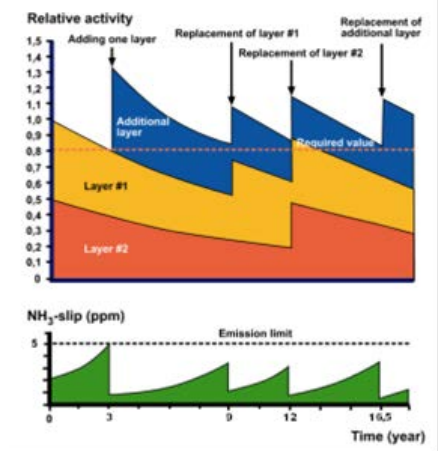 Relative activity
Replacement of
additional layer
Replacement of layer #1
Adding one layer
Replacement of layer #2
1,5
1,4
1,3
1,2
1,1
1,0
0,9
0,8
0,7
0,6
0,5
0,4
0,3
0,2
0,1
0
Additional
layer
Required value
Layer #1
Layer #2
NH₃-slip (ppm)
Emission limit
5
0 3 9 12 16,5
Time (year)